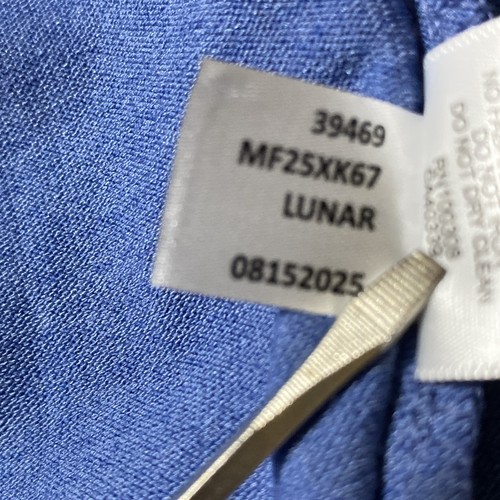 39469
MF25XK67
LUNAR
08152025
DO NOT DRY CLEAN